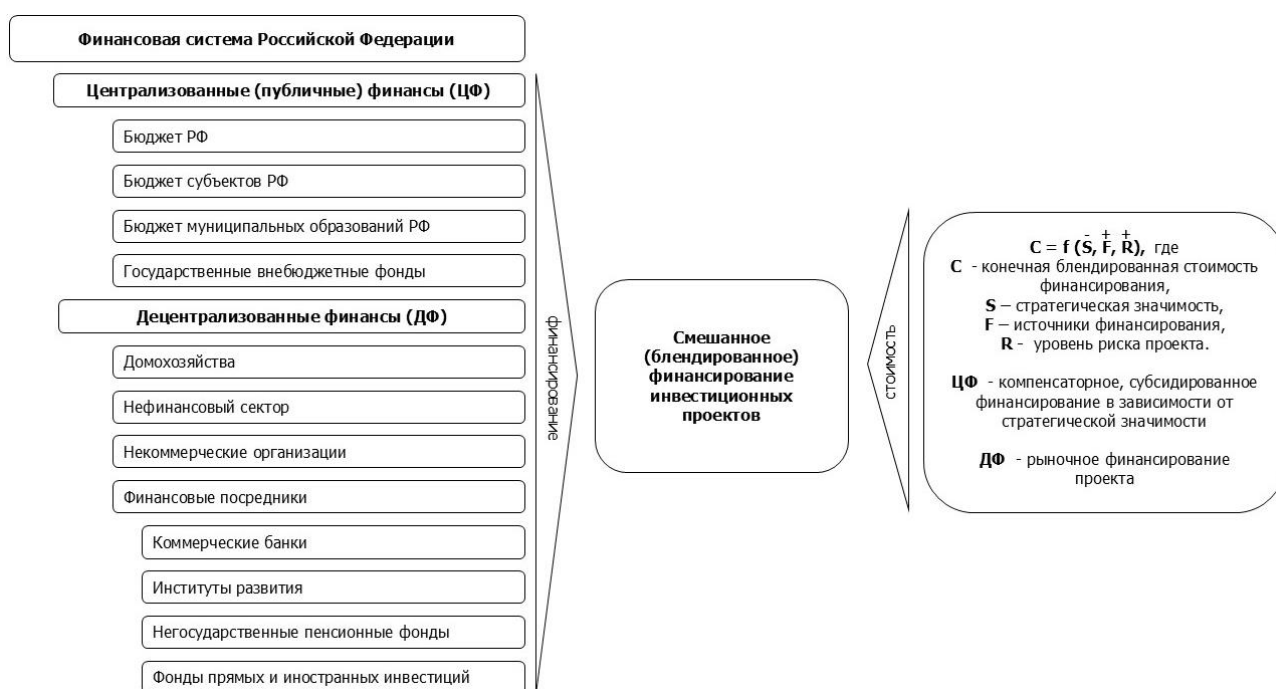 Финансовая система Российской Федерации
Централизованные (публичные) финансы (ЦФ)
Бюджет РФ
Бюджет субъектов РФ
Бюджет муниципальных образований РФ
Государственные внебюджетные фонды
Децентрализованные финансы (ДФ)
Домохозяйства
Нефинансовый сектор
Некоммерческие организации
Финансовые посредники
Коммерческие банки
Институты развития
Негосударственные пенсионные фонды
Фонды прямых и иностранных инвестиций
финансирование
Смешанное
(блендированное)
финансирование
инвестиционных
проектов
стоимость
- + +
C = f (S, F, R), где
C - конечная блендированная стоимость
финансирования,
S – стратегическая значимость,
F – источники финансирования,
R - уровень риска проекта.
ЦФ - компенсаторное, субсидированное
финансирование в зависимости от
стратегической значимости
ДФ - рыночное финансирование
проекта